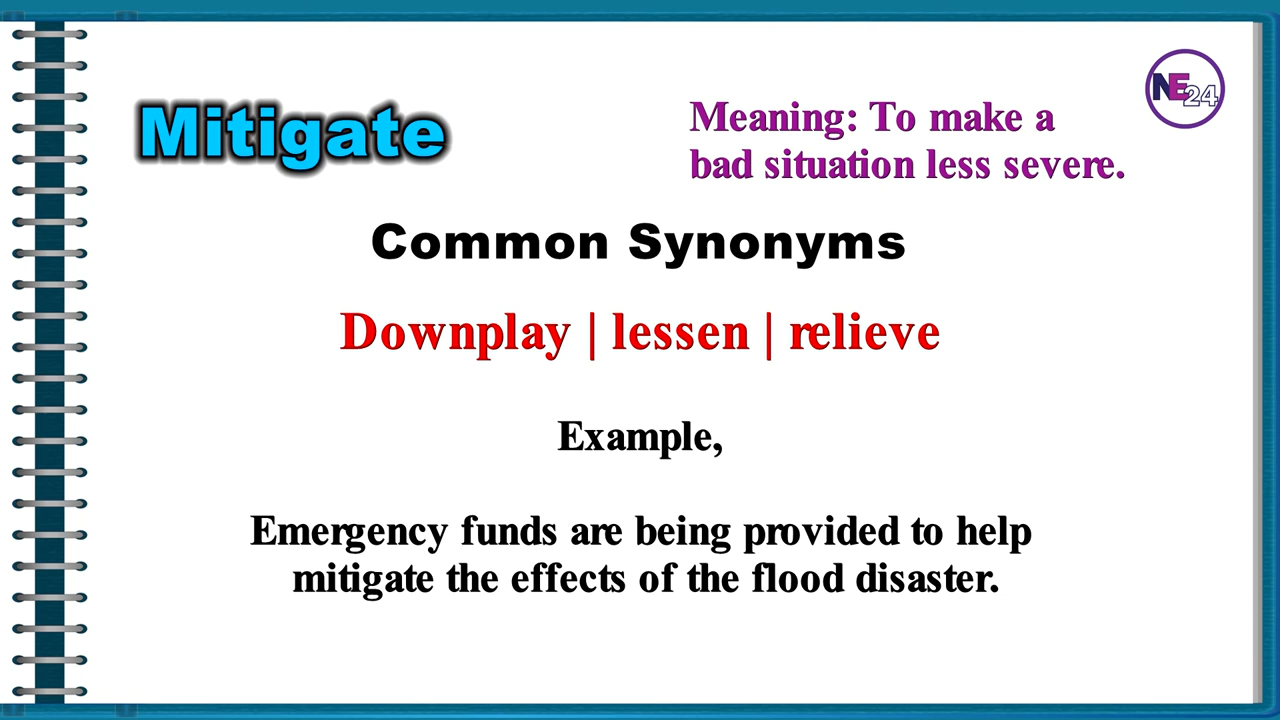 Mitigate
Meaning: To make a
bad situation less severe.
NE24
Common Synonyms
Downplay | lessen | relieve
Example,
Emergency funds are being provided to help
mitigate the effects of the flood disaster.